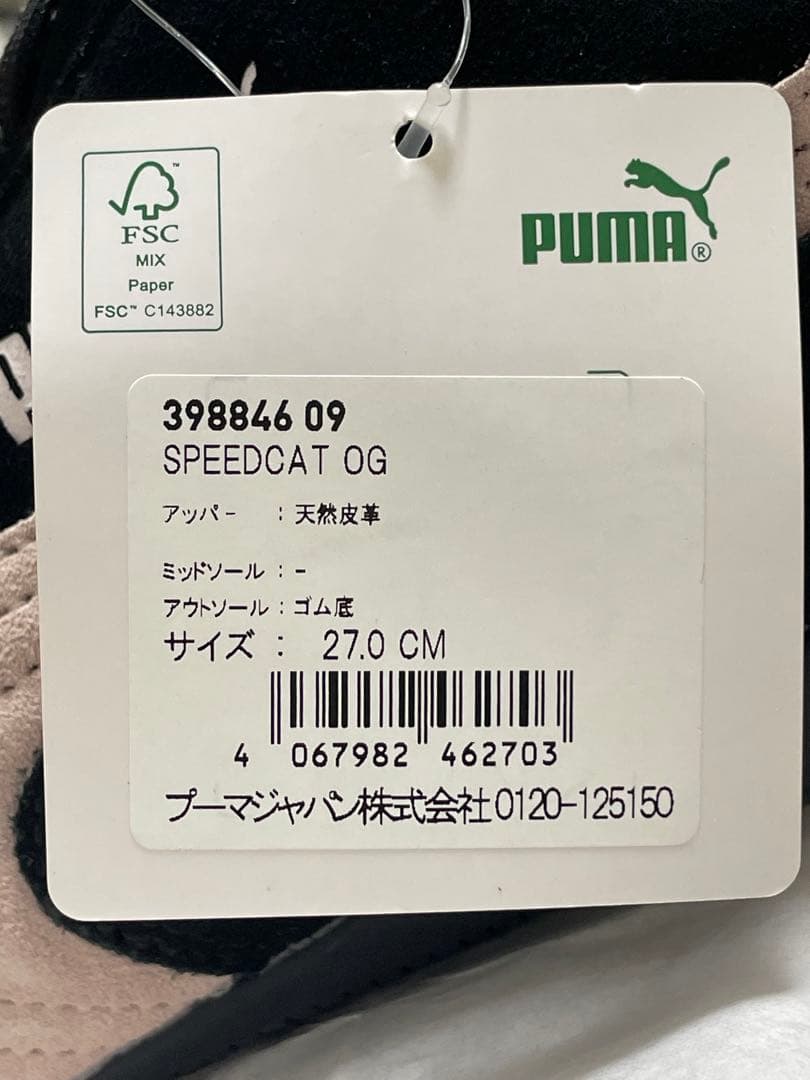 FSC
MIX
Paper
FSC™ C143882
PUMA®
398846 09
SPEEDCAT OG
アッパー : 天然皮革
ミッドソール : -
アウトソール : ゴム底
サイズ : 27.0 CM
4 067982 462703
プーマジャパン株式会社0120-125150